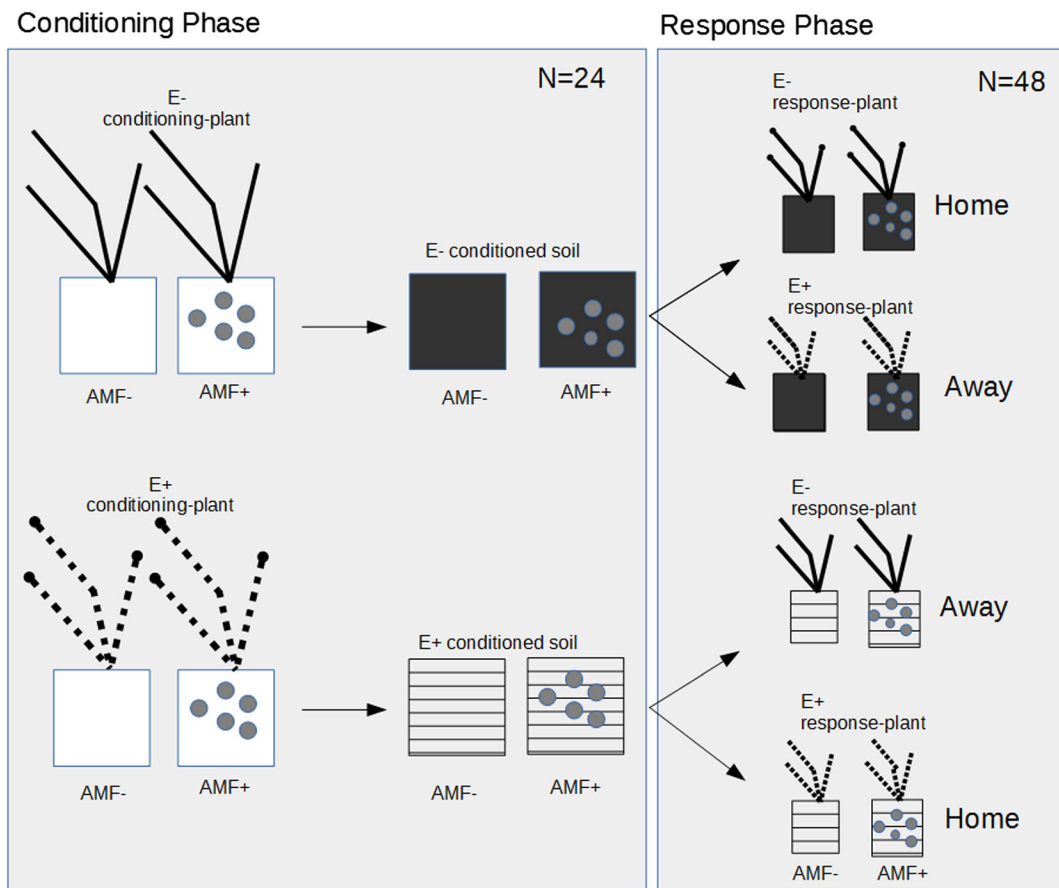 Conditioning Phase
N=24
E-
conditioning-plant
AMF-
AMF+
E- conditioned soil
AMF-
AMF+
E+
conditioning-plant
AMF-
AMF+
E+ conditioned soil
AMF-
AMF+
Response Phase
N=48
E-
response-plant
Home
E+
response-plant
Away
E-
response-plant
Away
E+
response-plant
Home
AMF-
AMF+